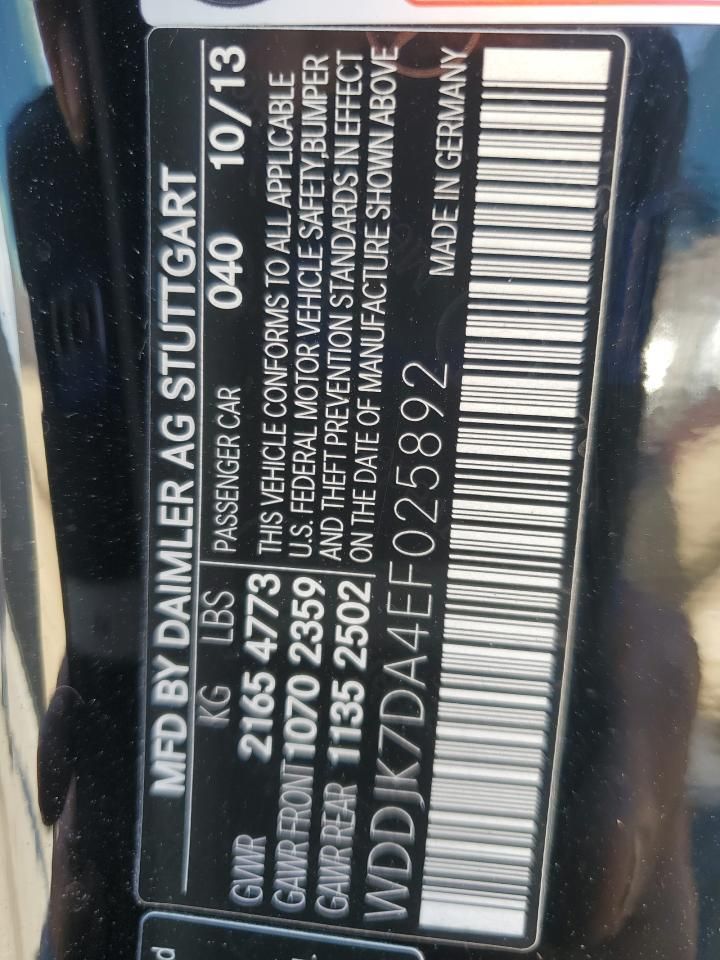 MFD BY DAIMLER AG STUTTGART
KG LBS
GVWR 2165 4773
GAWR FRONT 1070 2359
GAWR REAR 1135 2502
PASSENGER CAR 040 10/13
THIS VEHICLE CONFORMS TO ALL APPLICABLE
U.S. FEDERAL MOTOR VEHICLE SAFETY,BUMPER
AND THEFT PREVENTION STANDARDS IN EFFECT
ON THE DATE OF MANUFACTURE SHOWN ABOVE
WDDJK7DA4EF025892 MADE IN GERMANY